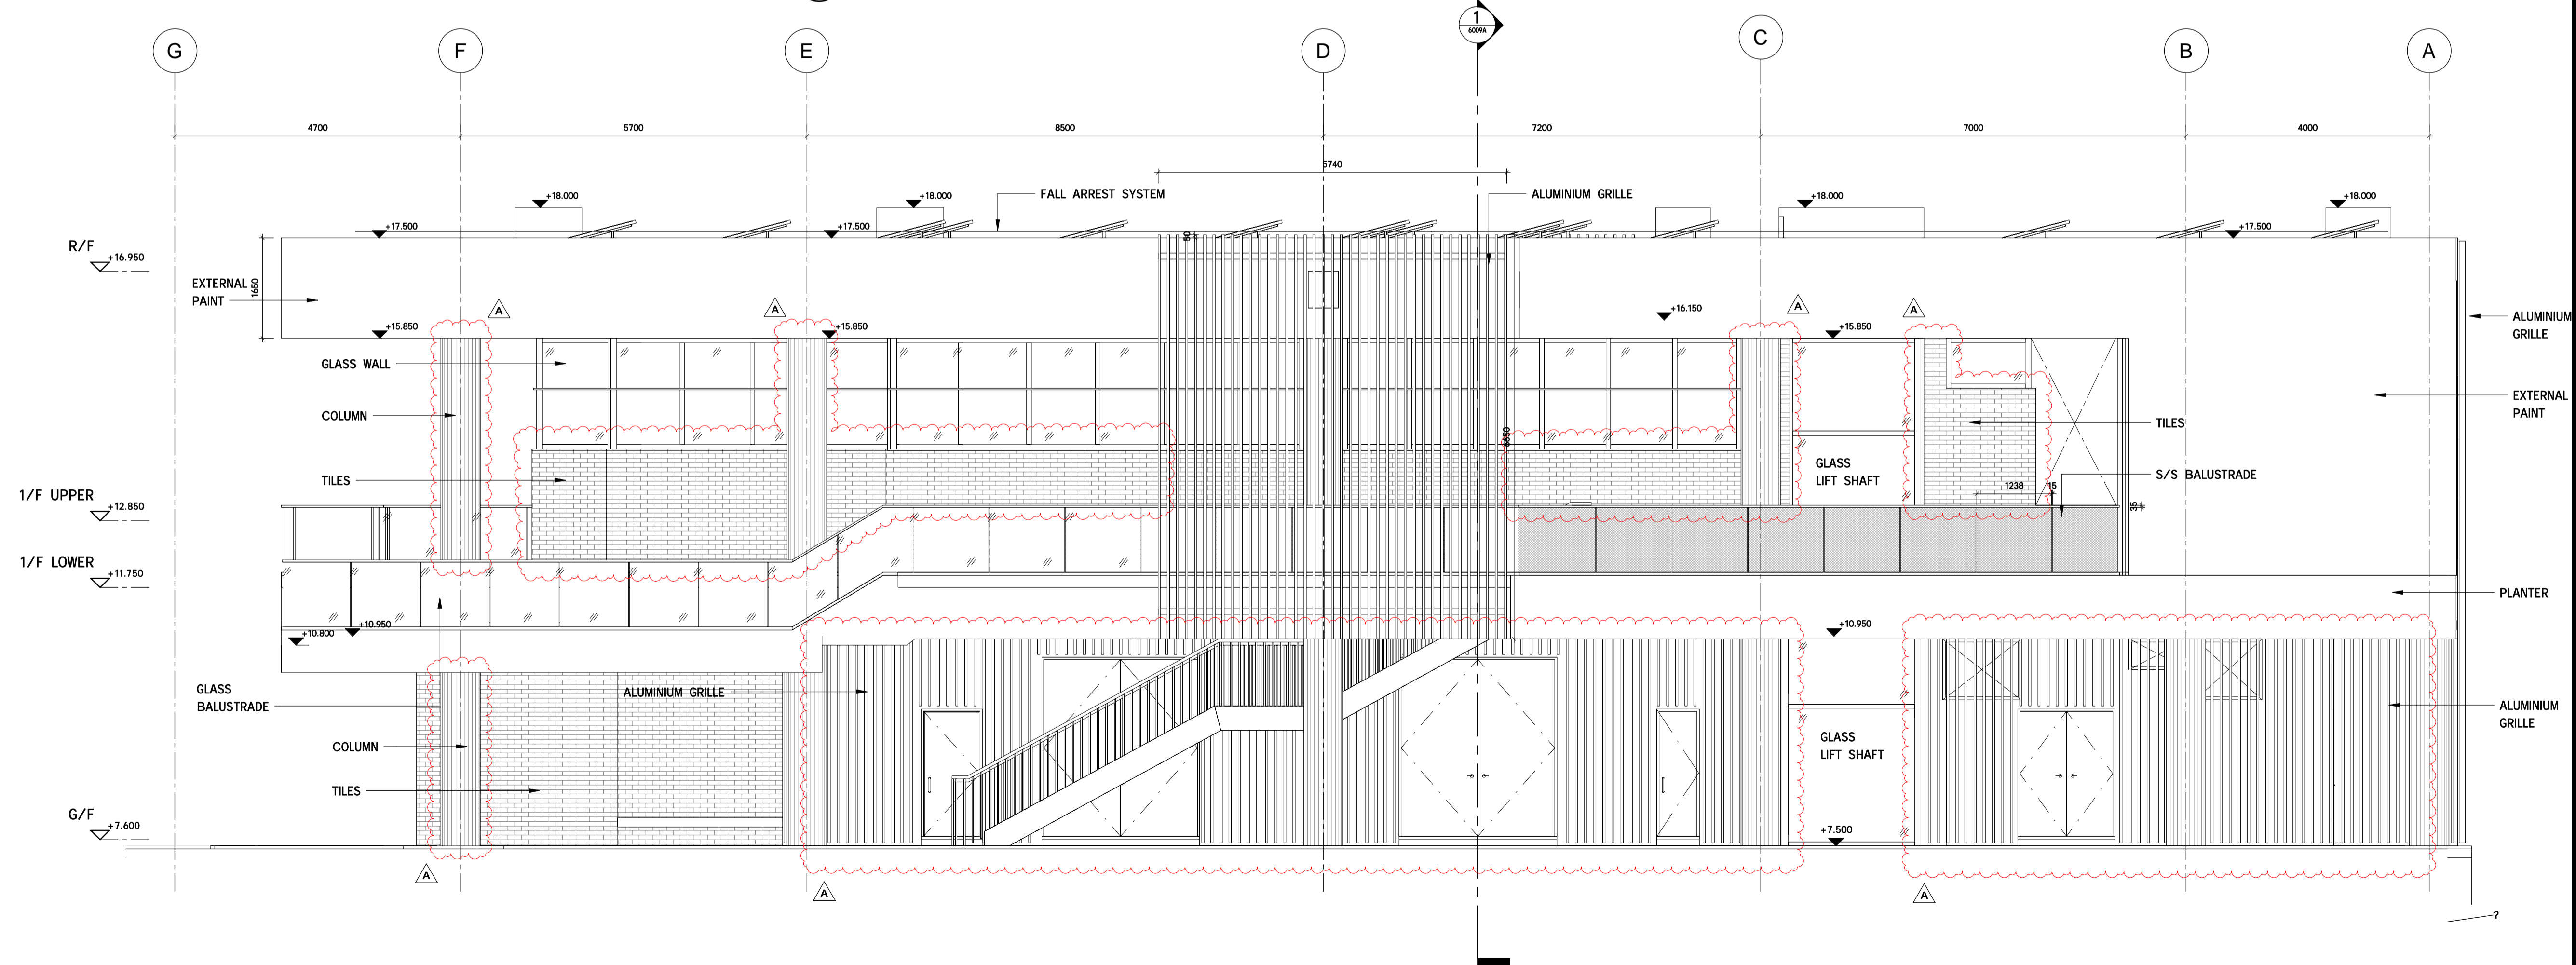 1
6009A
G
F
E
D
C
B
A
4700
5700
8500
7200
7000
4000
5740
FALL ARREST SYSTEM
ALUMINIUM GRILLE
+18.000
+18.000
+18.000
+18.000
+17.500
+17.500
+17.500
50
R/F
+16.950
EXTERNAL
PAINT
1650
A
A
A
A
+16.150
+15.850
+15.850
+15.850
ALUMINIUM
GRILLE
GLASS WALL
COLUMN
EXTERNAL
PAINT
TILES
6650
GLASS
LIFT SHAFT
TILES
S/S BALUSTRADE
1238
15
35
1/F UPPER
+12.850
1/F LOWER
+11.750
PLANTER
+10.950
+10.800
+10.950
GLASS
BALUSTRADE
ALUMINIUM GRILLE
ALUMINIUM
GRILLE
COLUMN
GLASS
LIFT SHAFT
TILES
G/F
+7.600
+7.500
A
A
A
?